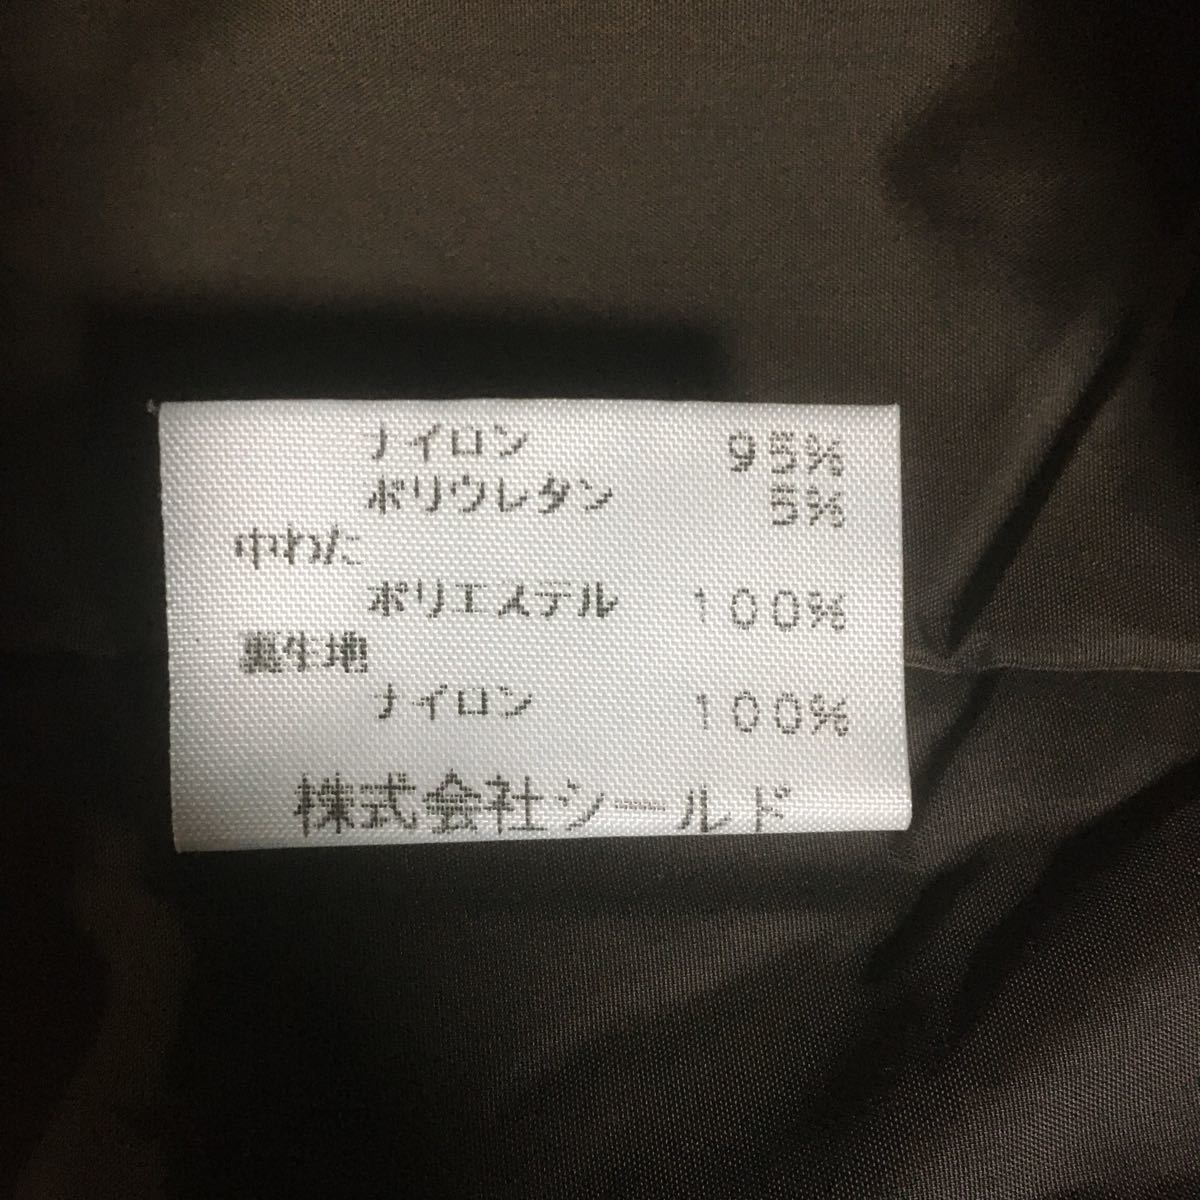 ナイロン 95%
ポリウレタン 5%
中わた
ポリエステル 100%
裏生地
ナイロン 100%
株式会社シールド